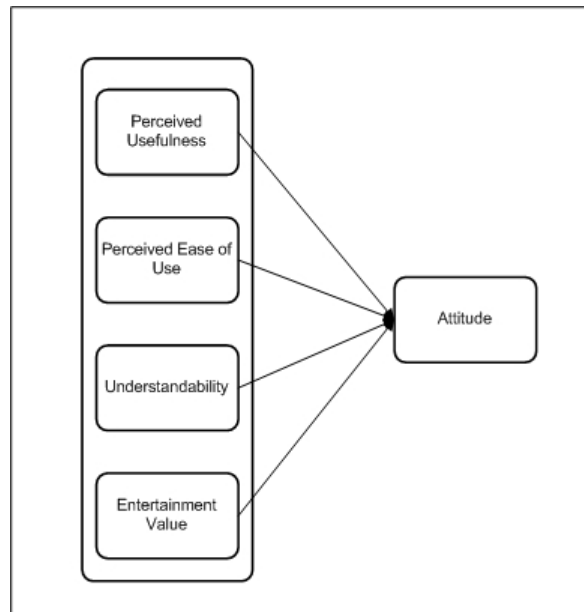 Perceived
Usefulness
Perceived Ease of
Use
Understandability
Entertainment
Value
Attitude